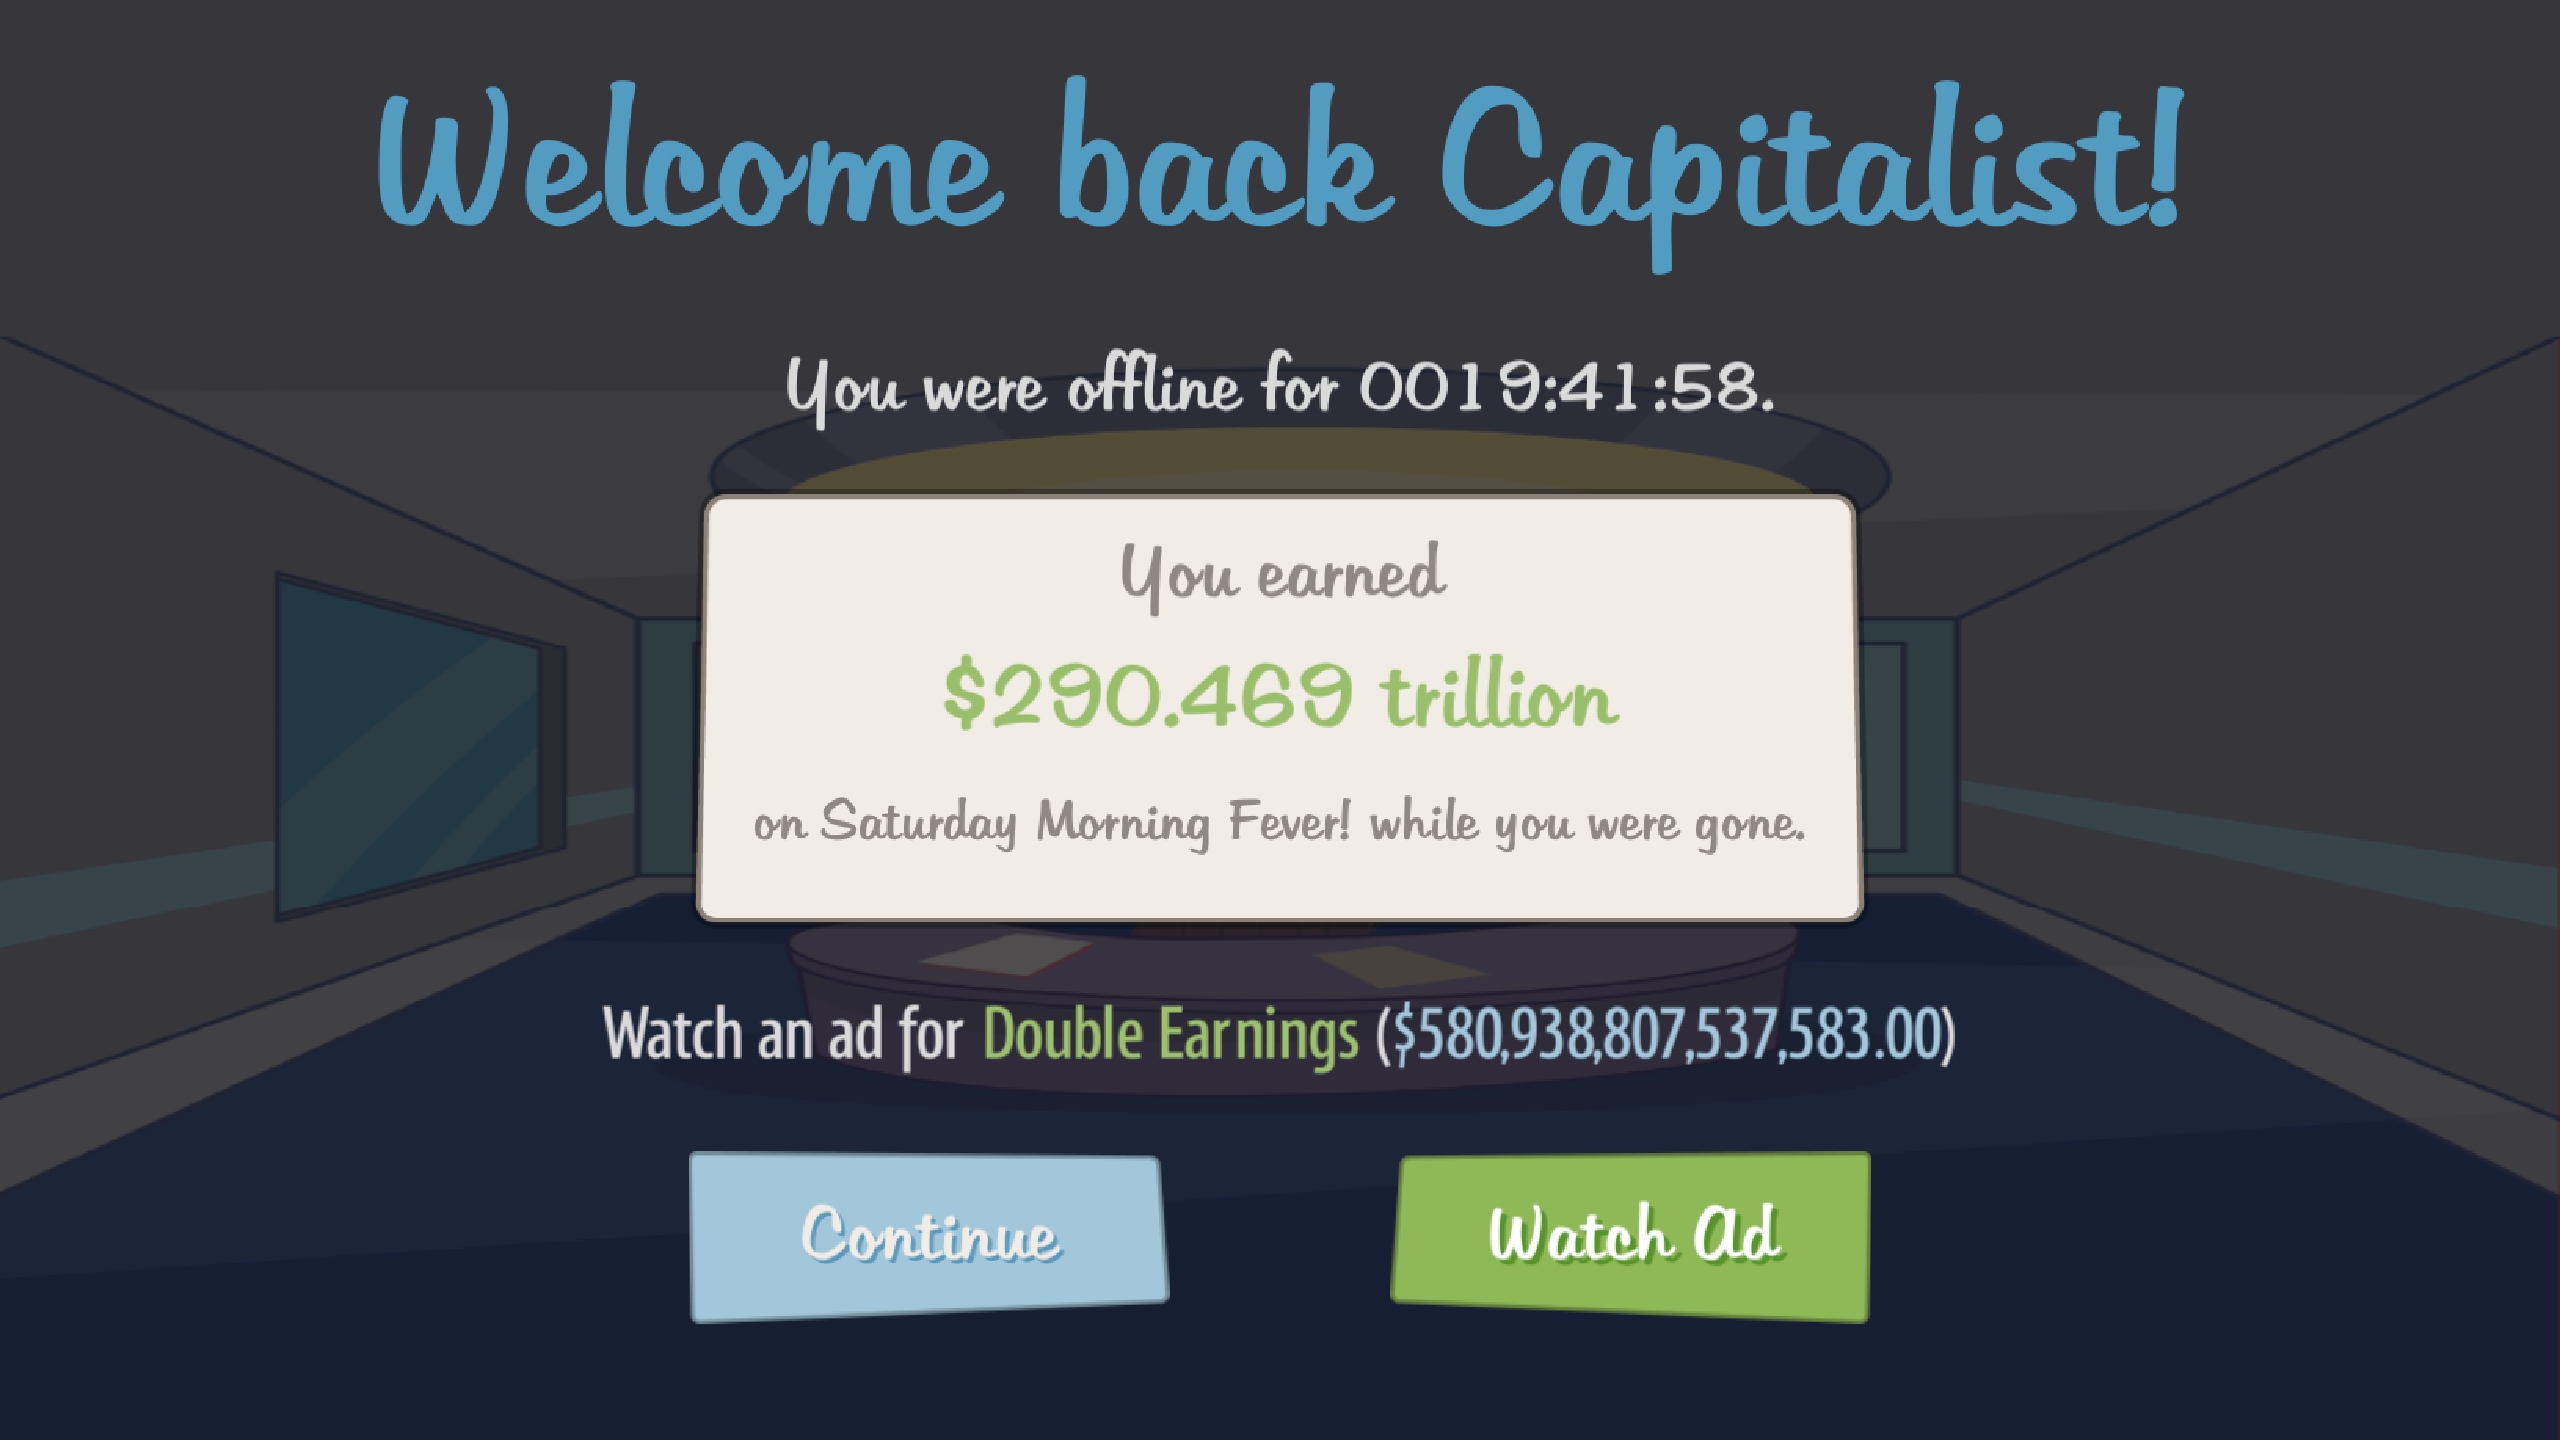 Welcome back Capitalist!
You were offline for 0019:41:58.
You earned
$290.469 trillion
on Saturday Morning Fever! while you were gone.
Watch an ad for Double Earnings ($580,938,807,537,583.00)
Continue
Watch Ad